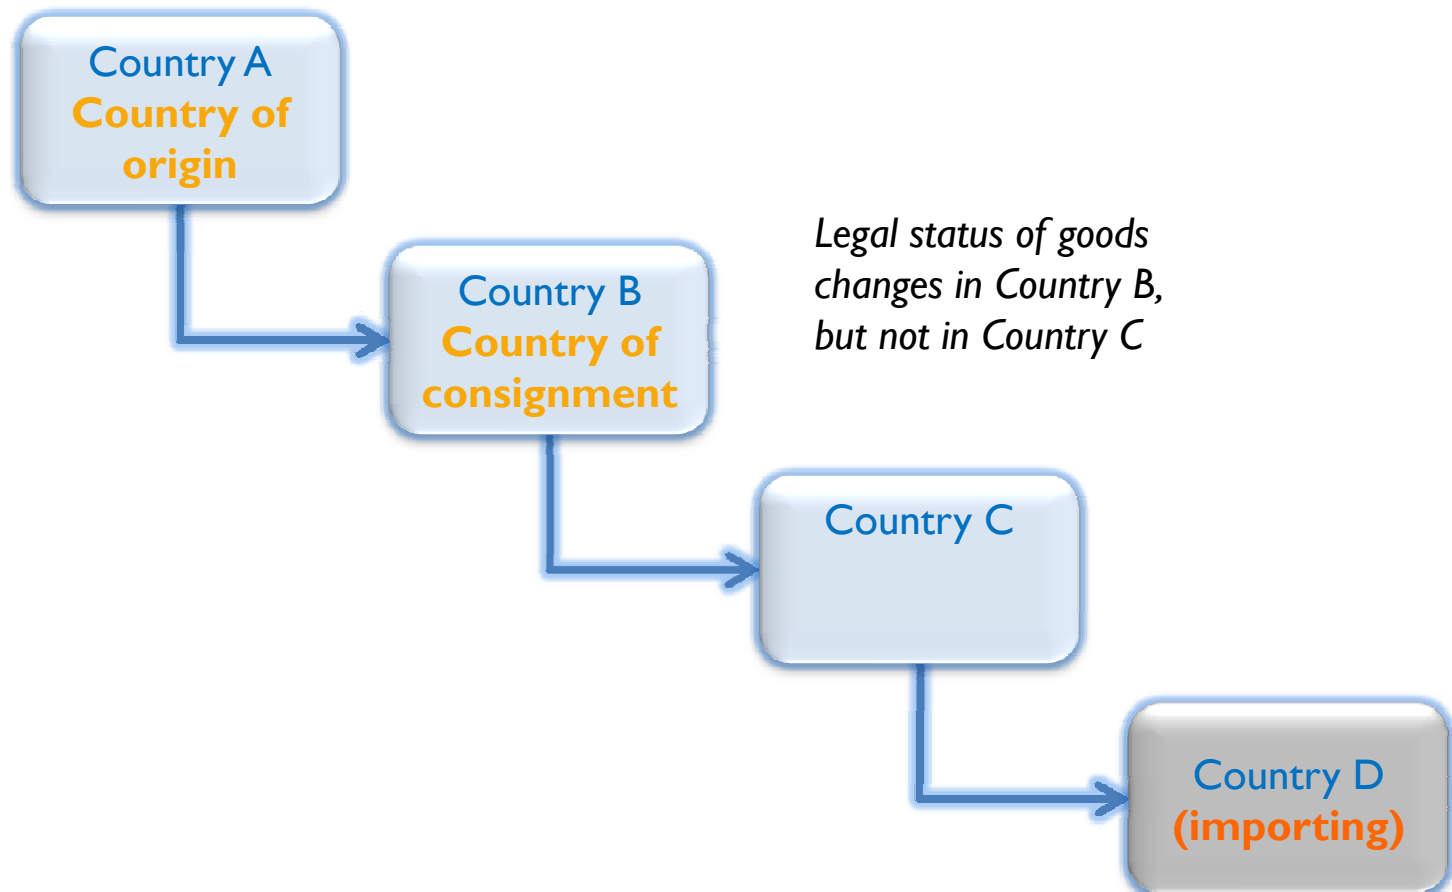 Country A
Country of
origin
Legal status of goods
changes in Country B,
but not in Country C
Country B
Country of
consignment
Country C
Country D
(importing)